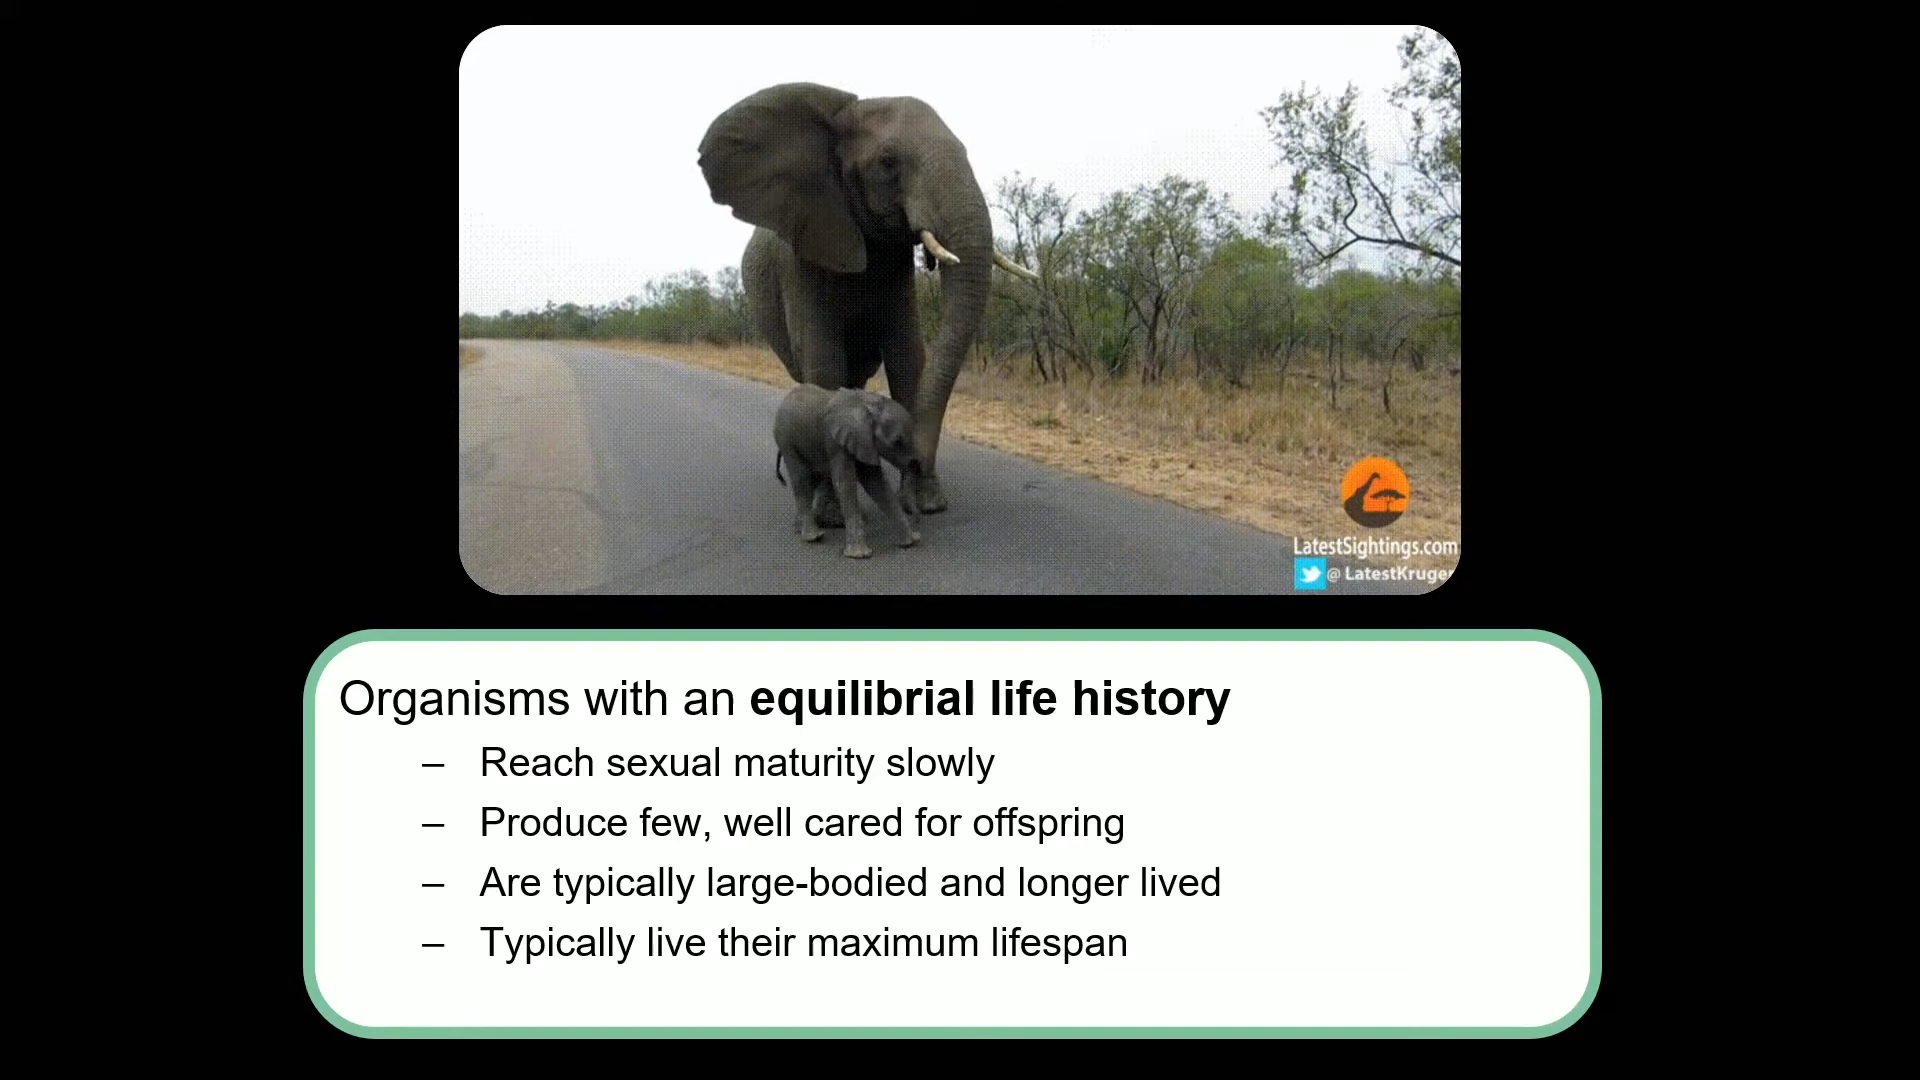 LatestSightings.com
@ LatestKruger
Organisms with an equilibrial life history
– Reach sexual maturity slowly
– Produce few, well cared for offspring
– Are typically large-bodied and longer lived
– Typically live their maximum lifespan